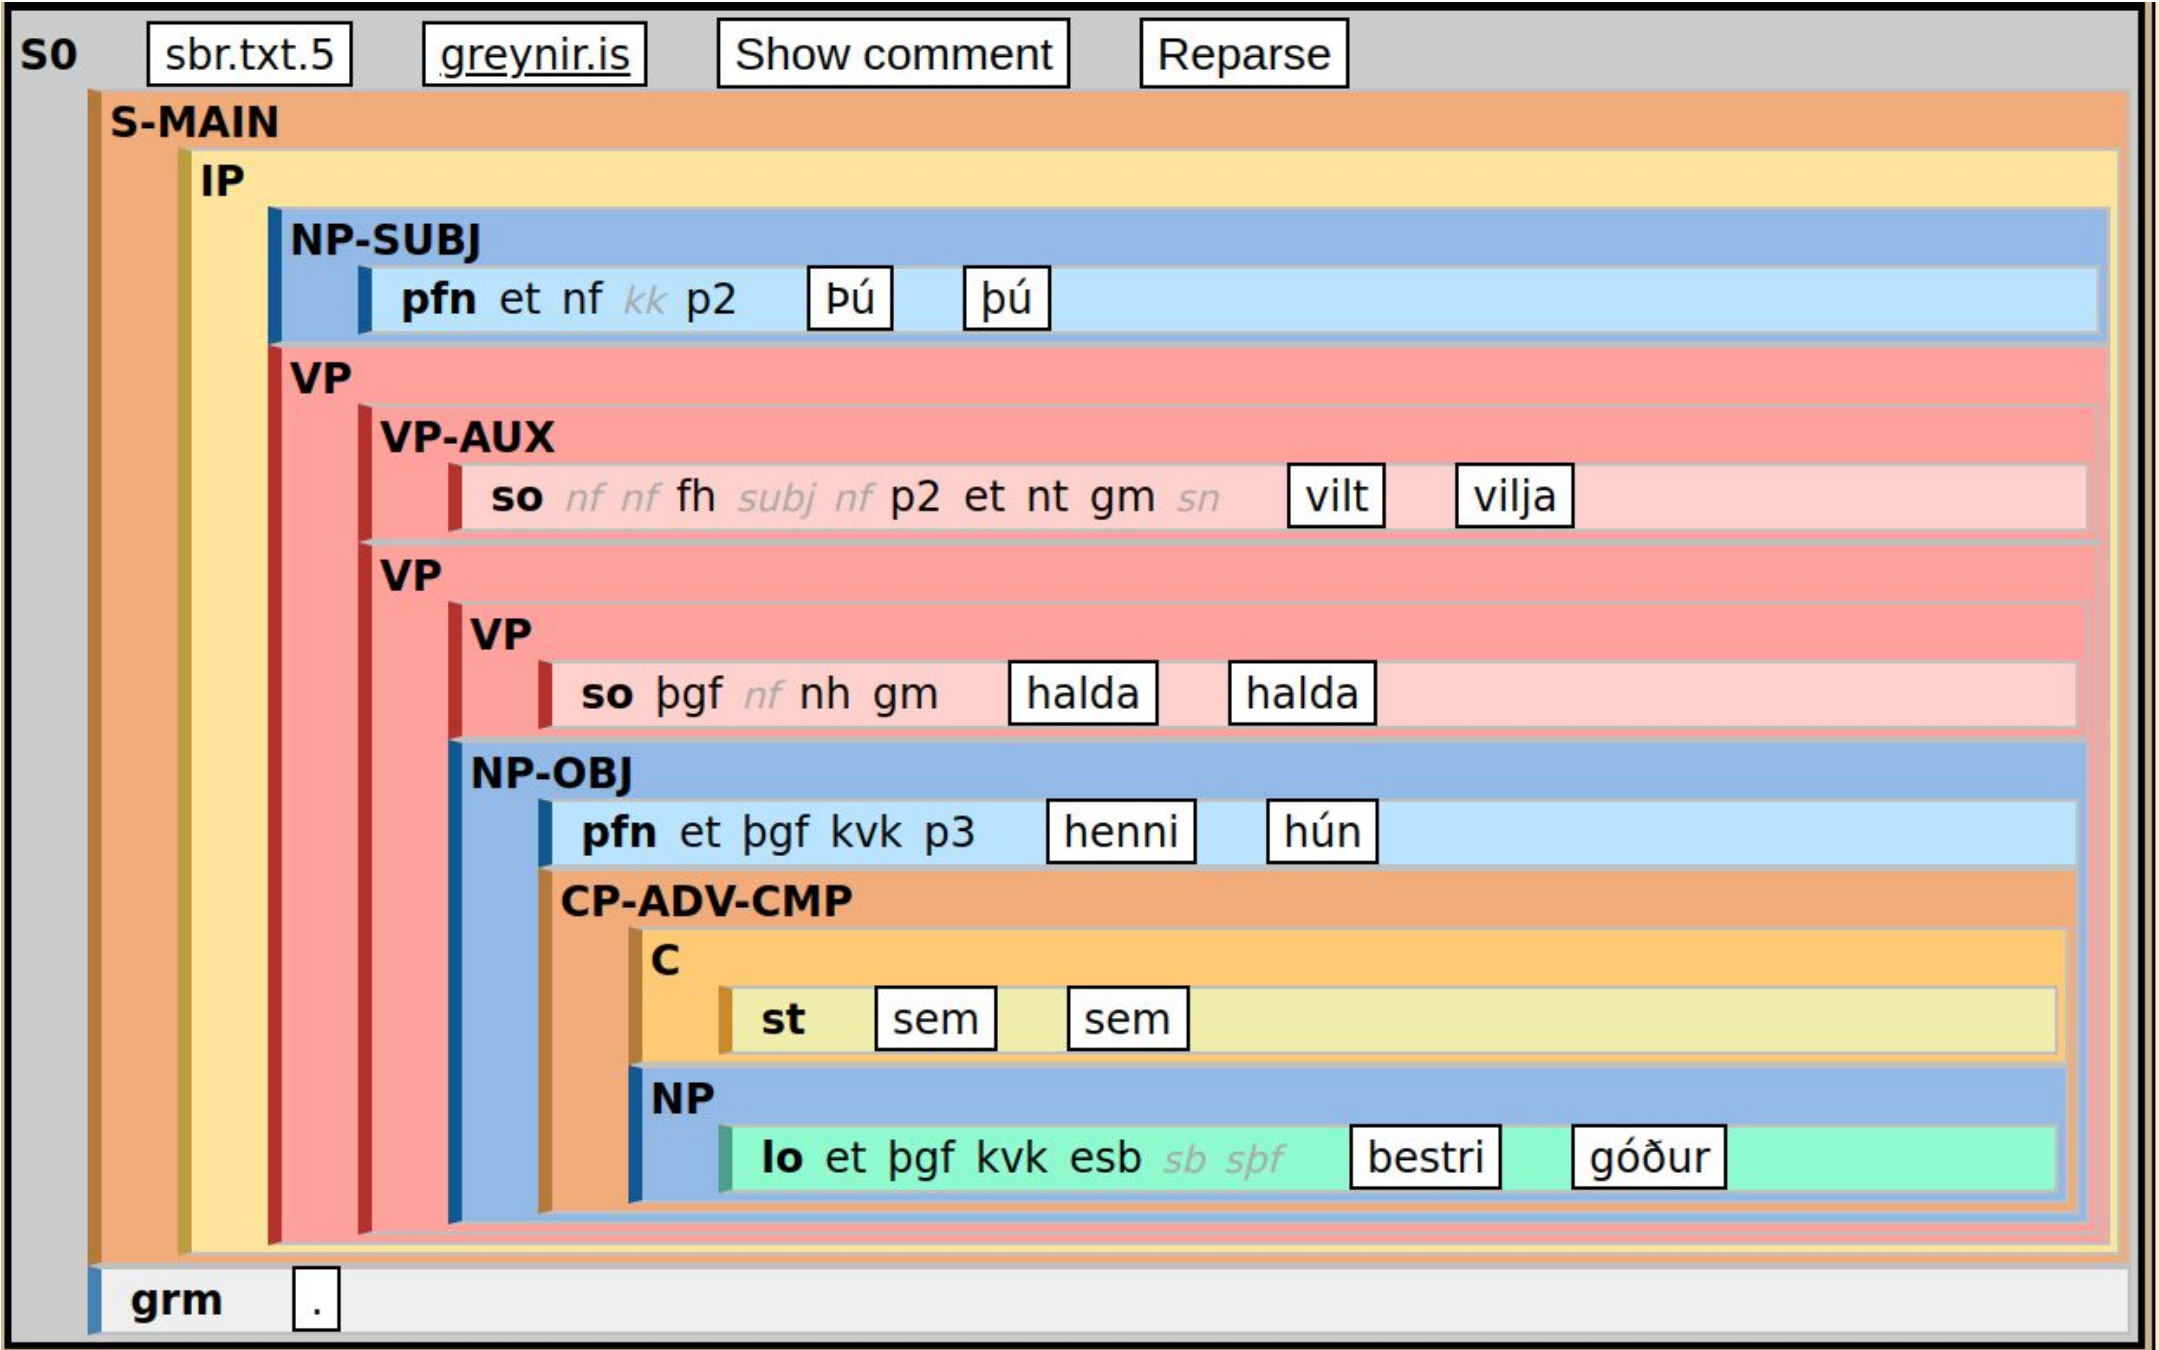 S0 sbr.txt.5 greynir.is Show comment Reparse
S-MAIN
IP
NP-SUBJ
pfn et nf kk p2 Þú þú
VP
VP-AUX
so nf nf fh subj nf p2 et nt gm sn vilt vilja
VP
VP
so þgf nf nh gm halda halda
NP-OBJ
pfn et þgf kvk p3 henni hún
CP-ADV-CMP
C
st sem sem
NP
lo et þgf kvk esb sb sþf bestri góður
grm .